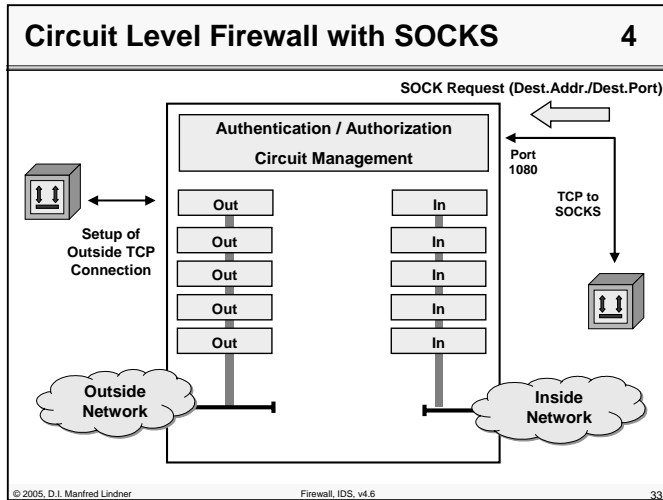 Circuit Level Firewall with SOCKS 4
SOCK Request (Dest.Addr./Dest.Port)
Authentication / Authorization
Circuit Management
Port
1080
TCP to
SOCKS
Setup of
Outside TCP
Connection
Out
Out
Out
Out
Out
In
In
In
In
In
Outside
Network
Inside
Network
© 2005, D.I. Manfred Lindner
Firewall, IDS, v4.6
33